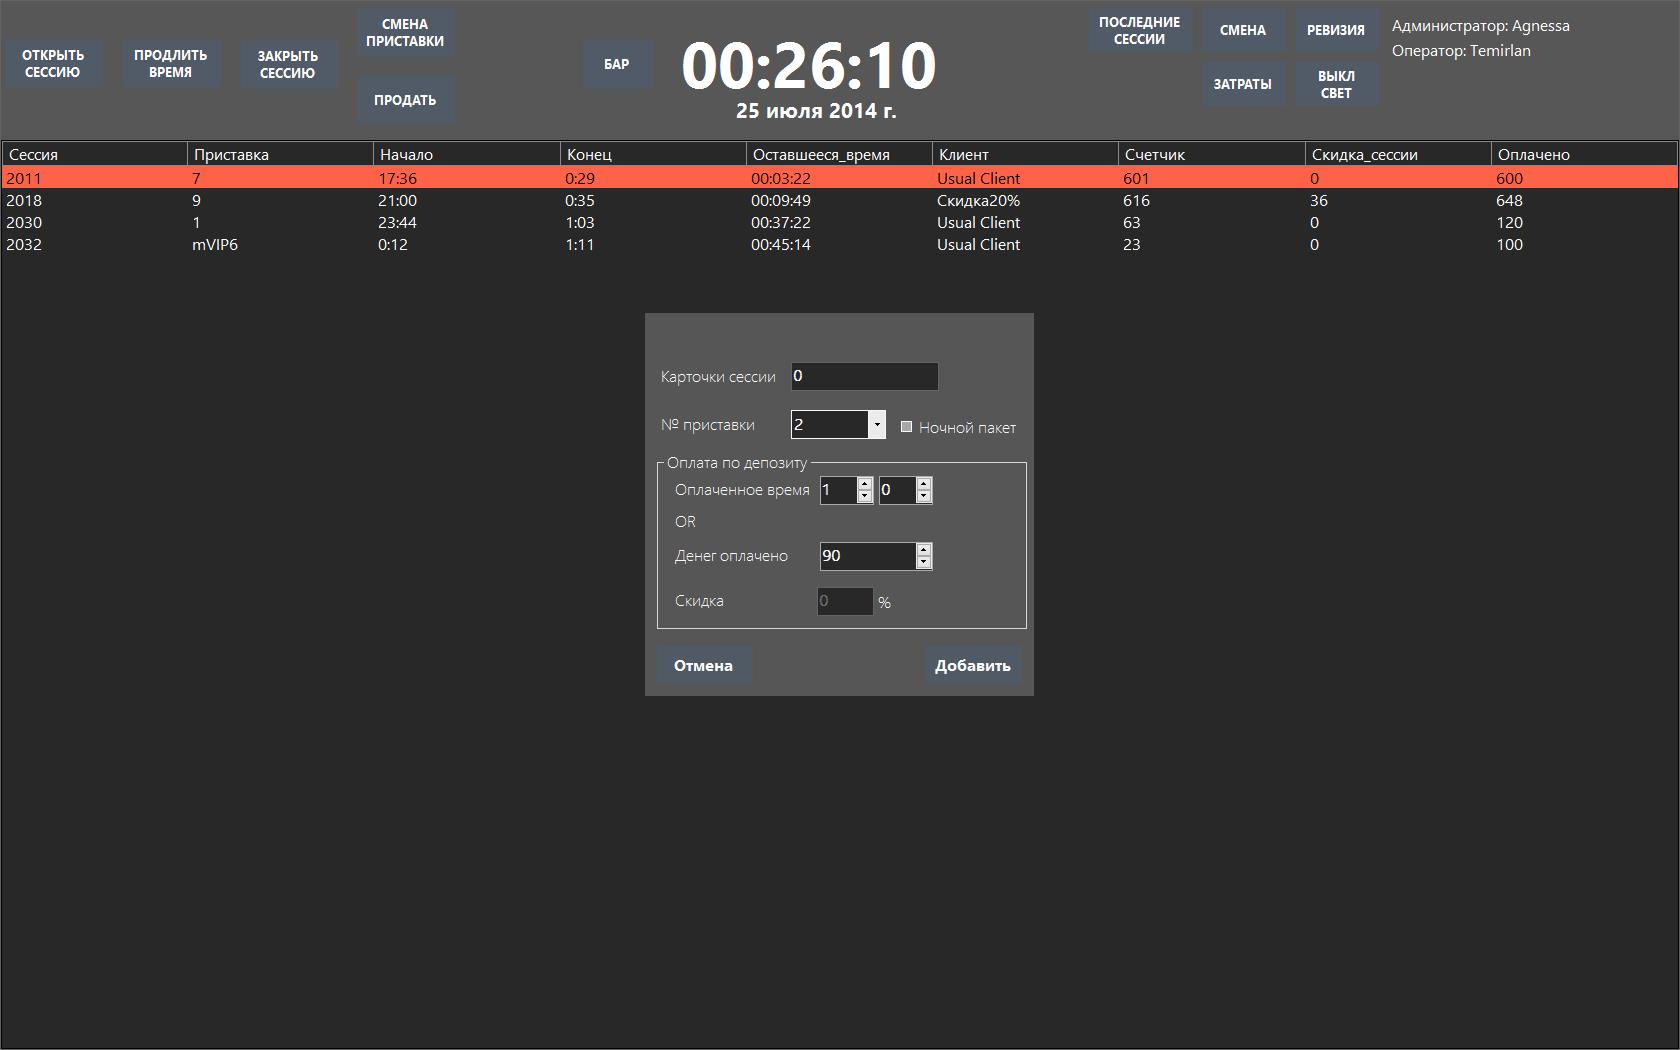 ОТКРЫТЬ
СЕССИЮ
ПРОДЛИТЬ
ВРЕМЯ
ЗАКРЫТЬ
СЕССИЮ
СМЕНА
ПРИСТАВКИ
ПРОДАТЬ
БАР
00:26:10
25 июля 2014 г.
ПОСЛЕДНИЕ
СЕССИИ
СМЕНА
РЕВИЗИЯ
ЗАТРАТЫ
ВЫКЛ
СВЕТ
Администратор: Agnessa
Оператор: Temirlan
Сессия Приставка Начало Конец Оставшееся_время Клиент Счетчик Скидка_сессии Оплачено
2011 7 17:36 0:29 00:03:22 Usual Client 601 0 600
2018 9 21:00 0:35 00:09:49 Скидка20% 616 36 648
2030 1 23:44 1:03 00:37:22 Usual Client 63 0 120
2032 mVIP6 0:12 1:11 00:45:14 Usual Client 23 0 100
Карточки сессии 0
№ приставки 2 Ночной пакет
Оплата по депозиту
Оплаченное время 1 0
OR
Денег оплачено 90
Скидка 0 %
Отмена Добавить